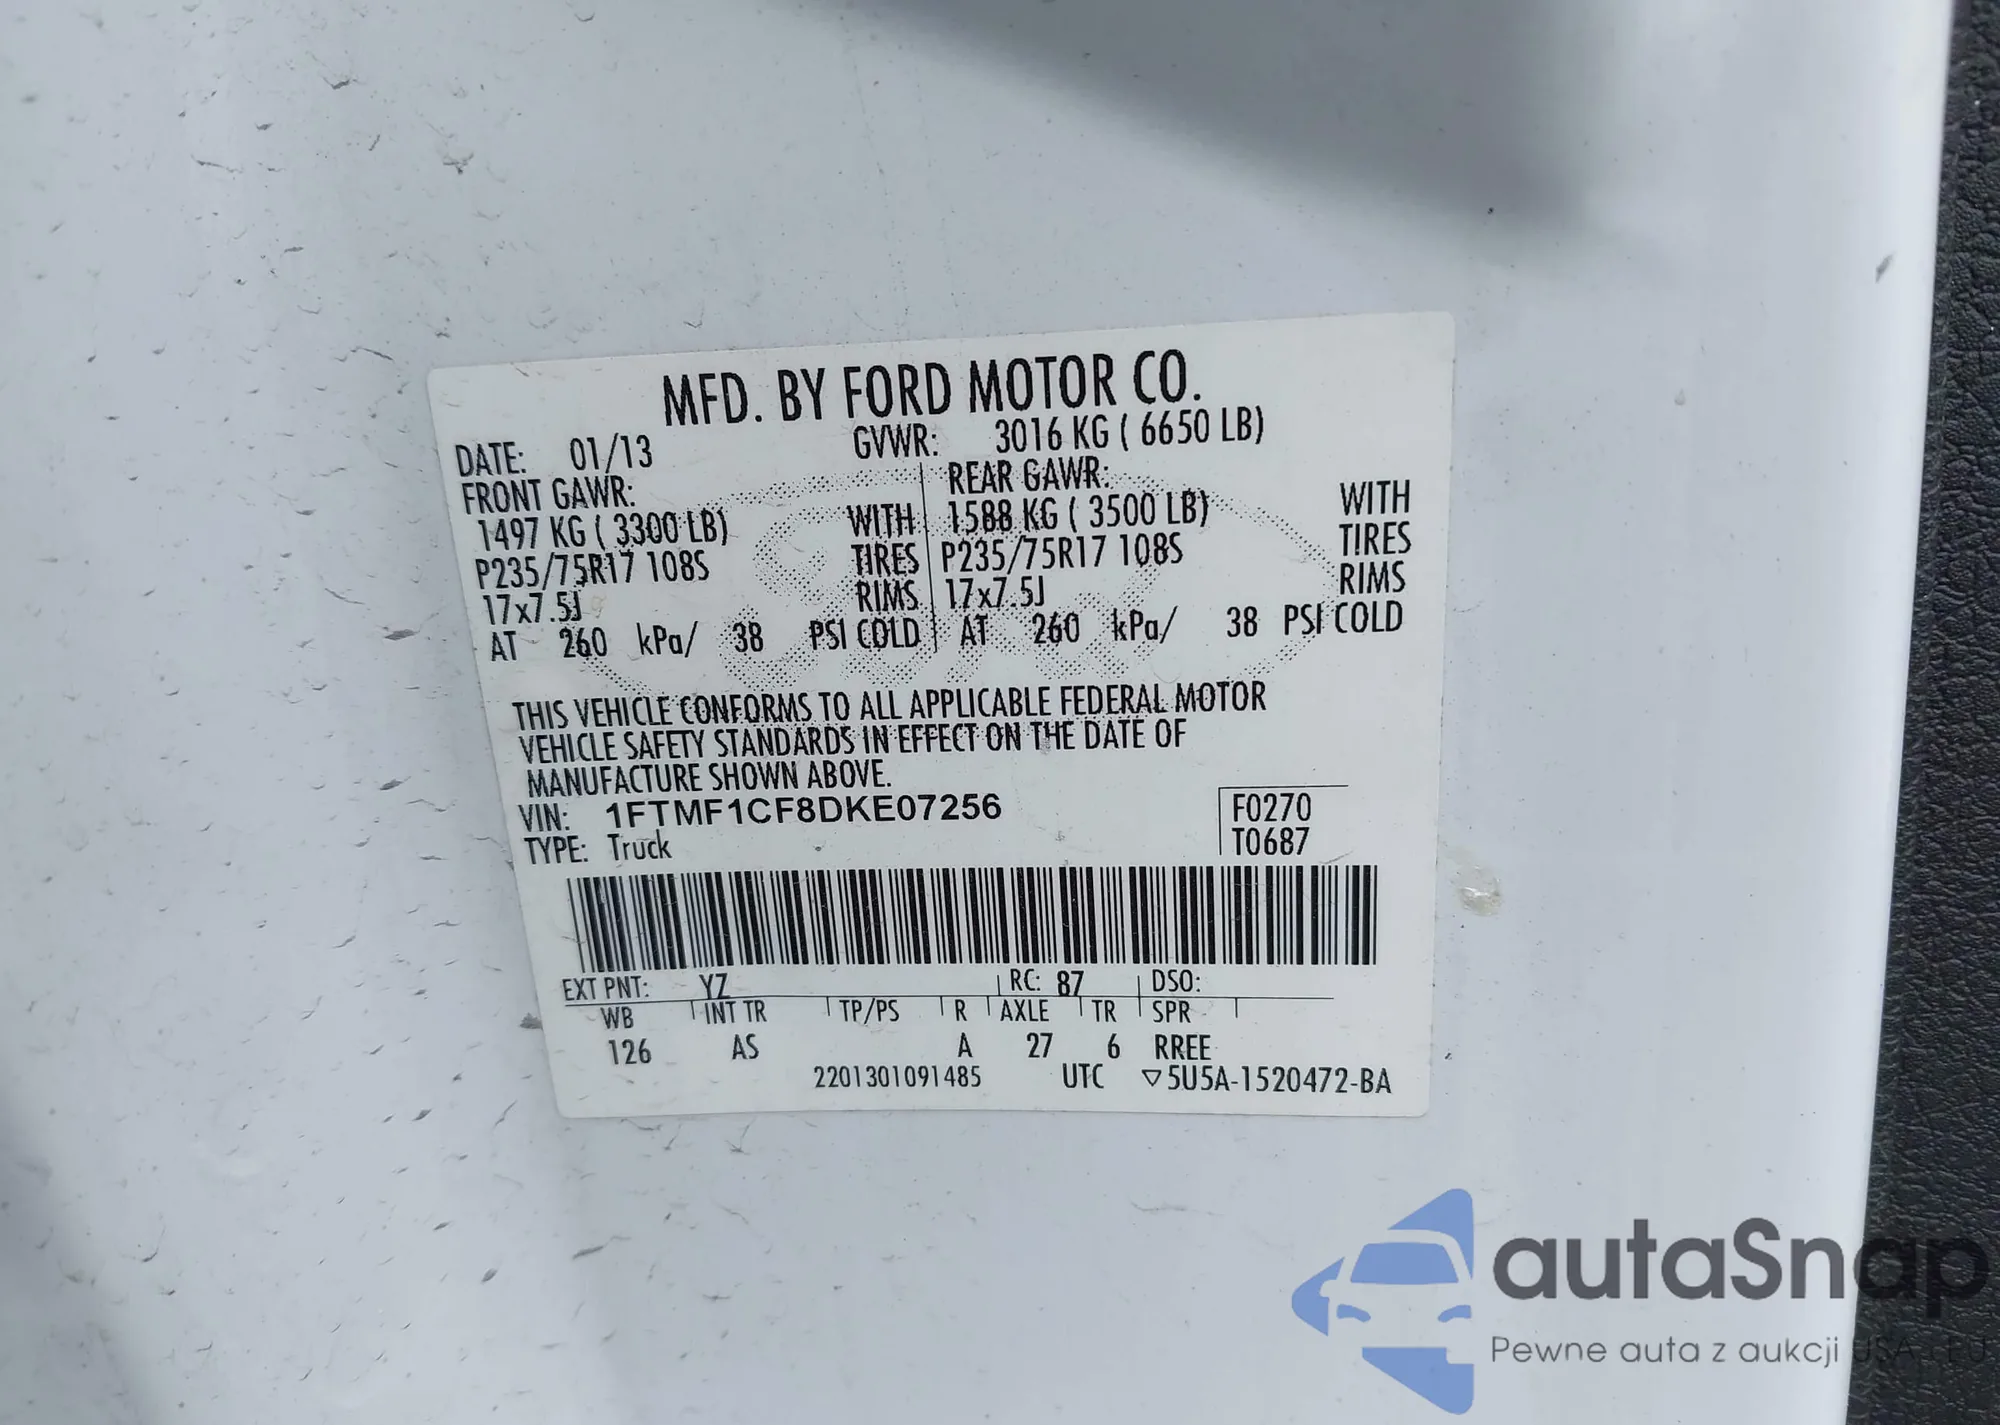 MFD. BY FORD MOTOR CO.
DATE: 01/13 GVWR: 3016 KG ( 6650 LB)
FRONT GAWR: REAR GAWR:
1497 KG ( 3300 LB) WITH 1588 KG ( 3500 LB) WITH
P235/75R17 108S TIRES P235/75R17 108S TIRES
17x7.5J RIMS 17x7.5J RIMS
AT 260 kPa/ 38 PSI COLD AT 260 kPa/ 38 PSI COLD
THIS VEHICLE CONFORMS TO ALL APPLICABLE FEDERAL MOTOR
VEHICLE SAFETY STANDARDS IN EFFECT ON THE DATE OF
MANUFACTURE SHOWN ABOVE.
VIN: 1FTMF1CF8DKE07256 F0270
TYPE: Truck T0687
EXT PNT: YZ RC: 87 DSO:
WB INT TR TP/PS R AXLE TR SPR
126 AS A 27 6 RREE
2201301091485 UTC ▽5U5A-1520472-BA
autaSnap
Pewne auta z aukcji USA i EU